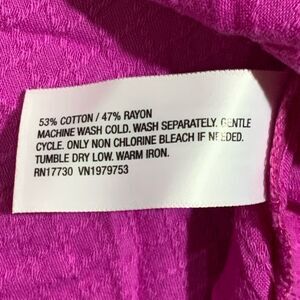 53% COTTON / 47% RAYON
MACHINE WASH COLD. WASH SEPARATELY. GENTLE
CYCLE. ONLY NON CHLORINE BLEACH IF NEEDED.
TUMBLE DRY LOW. WARM IRON.
RN17730 VN1979753